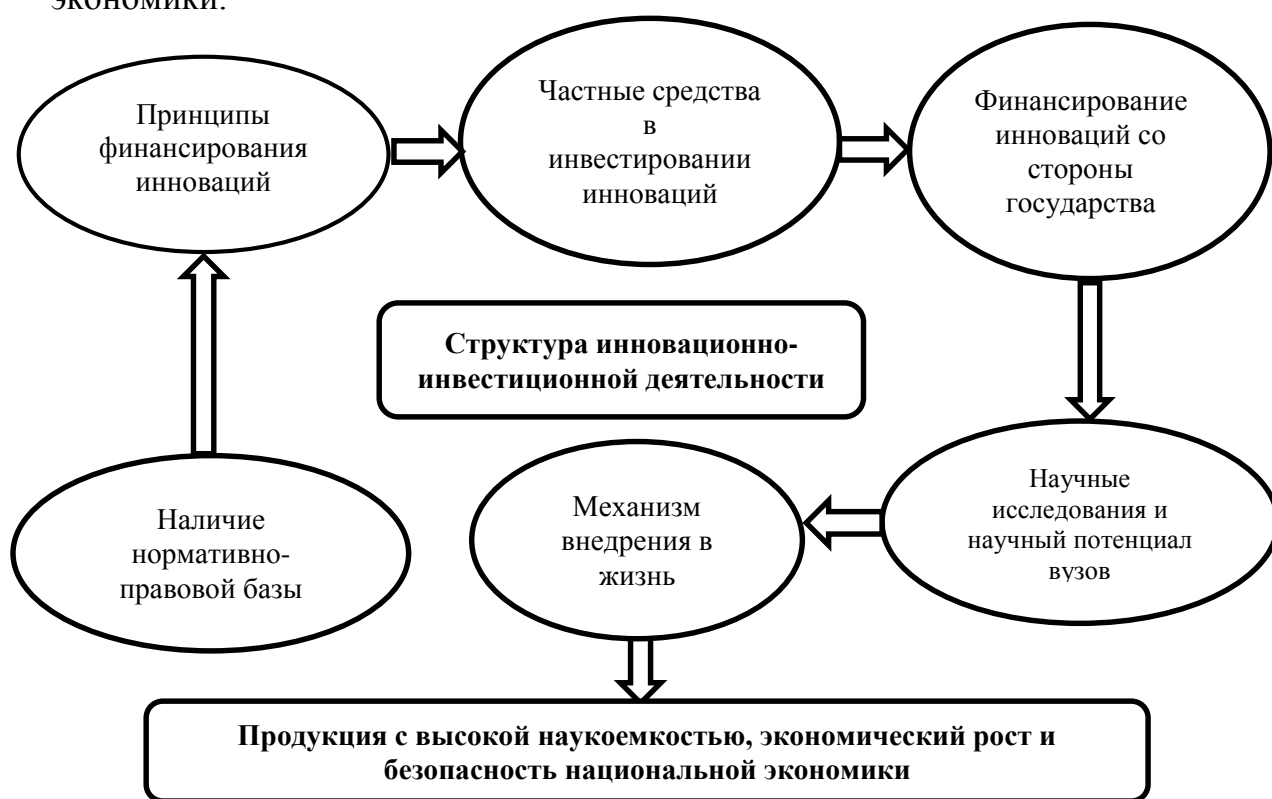 экономики.
Принципы
финансирования
инноваций
Частные средства
в
инвестировании
инноваций
Финансирование
инноваций со
стороны
государства
Структура инновационно-
инвестиционной деятельности
Наличие
нормативно-
правовой базы
Механизм
внедрения в
жизнь
Научные
исследования и
научный потенциал
вузов
Продукция с высокой наукоемкостью, экономический рост и
безопасность национальной экономики